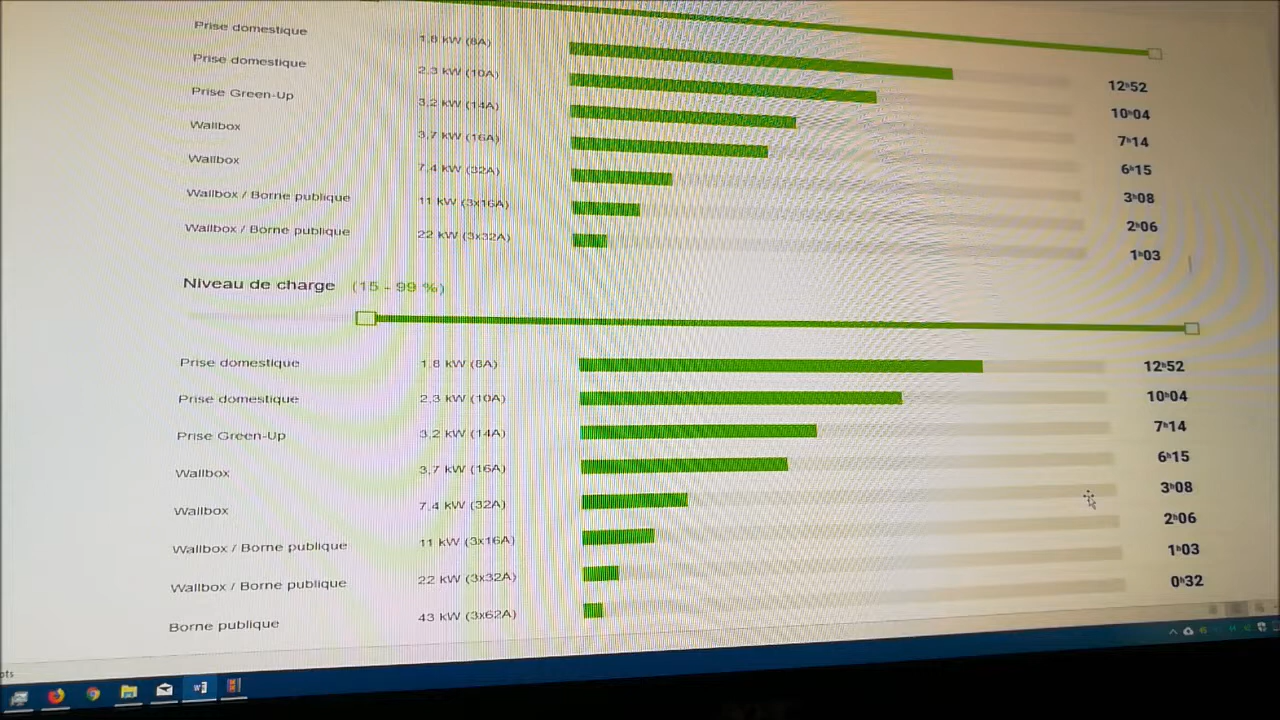 Prise domestique 1,8 kW (8A) 12h52
Prise domestique 2,3 kW (10A) 10h04
Prise Green-Up 3,2 kW (14A) 7h14
Wallbox 3,7 kW (16A) 6h15
Wallbox 7,4 kW (32A) 3h08
Wallbox / Borne publique 11 kW (3x16A) 2h06
Wallbox / Borne publique 22 kW (3x32A) 1h03
Niveau de charge (15 - 99 %)
Prise domestique 1,8 kW (8A) 12h52
Prise domestique 2,3 kW (10A) 10h04
Prise Green-Up 3,2 kW (14A) 7h14
Wallbox 3,7 kW (16A) 6h15
Wallbox 7,4 kW (32A) 3h08
Wallbox / Borne publique 11 kW (3x16A) 2h06
Wallbox / Borne publique 22 kW (3x32A) 1h03
Borne publique 43 kW (3x62A) 0h32
ots